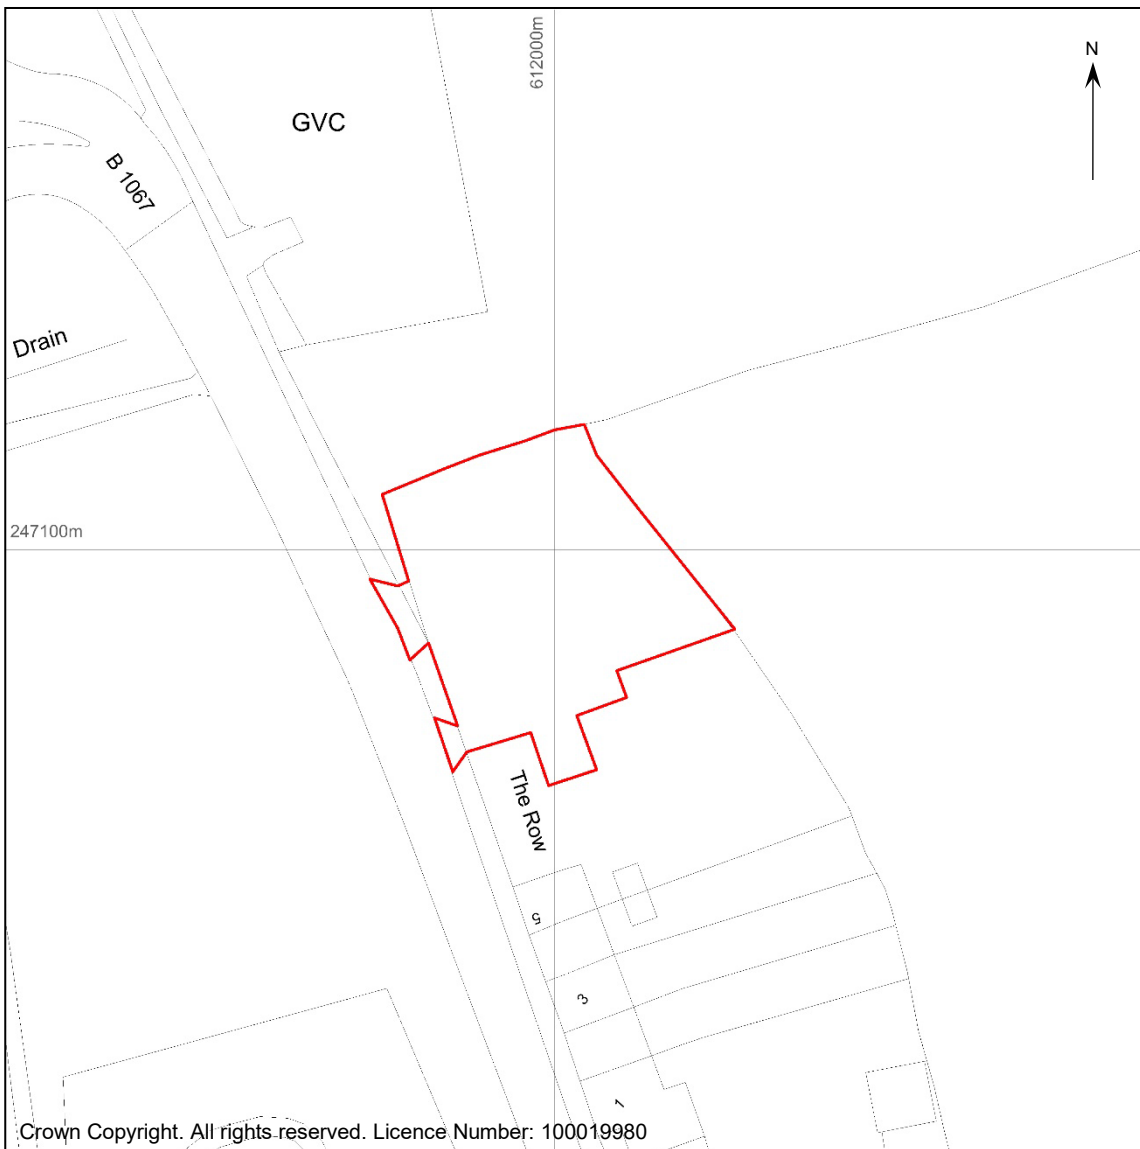 612000m
N
GVC
B 1067
Drain
247100m
The Row
5
3
1
Crown Copyright. All rights reserved. Licence Number: 100019980